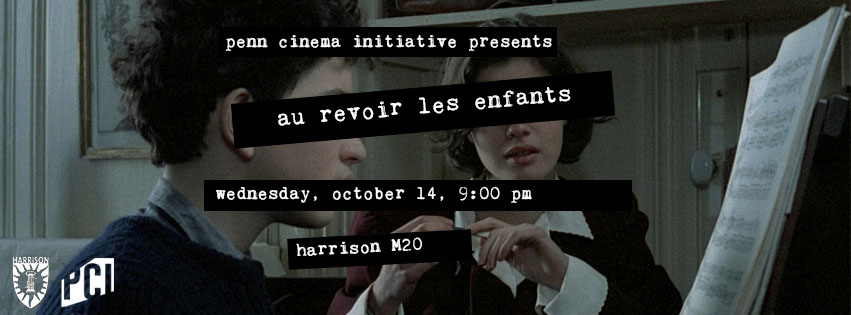 penn cinema initiative presents
au revoir les enfants
wednesday, october 14, 9:00 pm
harrison M20
HARRISON
PCI